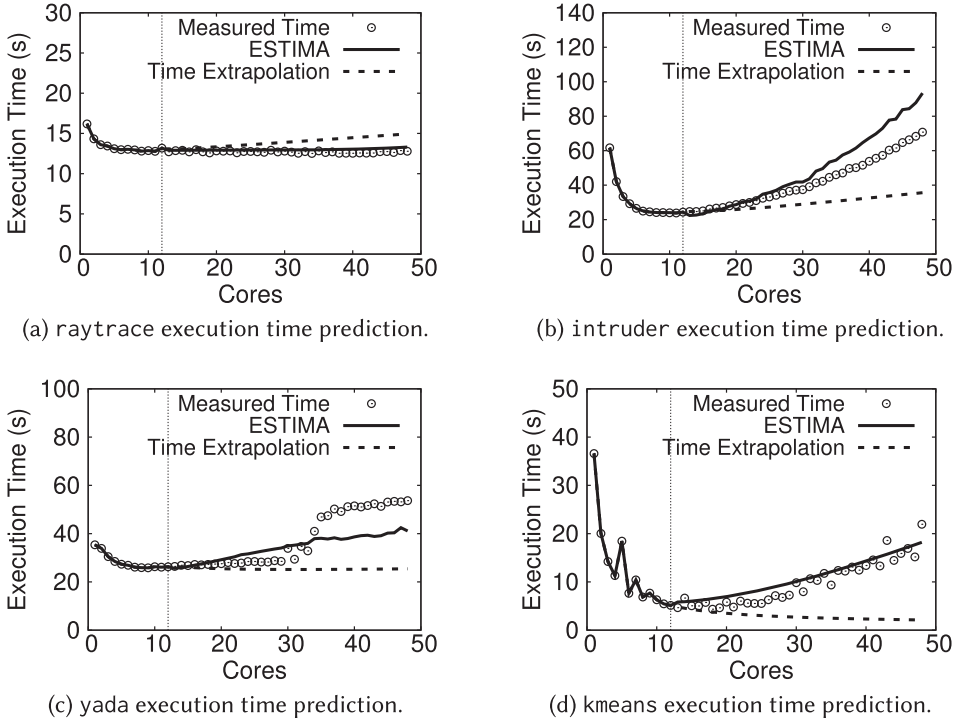 Execution Time (s)
30
25
20
15
10
5
0
Measured Time
ESTIMA
Time Extrapolation
0 10 20 30 40 50
Cores
(a) raytrace execution time prediction.
Execution Time (s)
140
120
100
80
60
40
20
0
Measured Time
ESTIMA
Time Extrapolation
0 10 20 30 40 50
Cores
(b) intruder execution time prediction.
Execution Time (s)
100
80
60
40
20
0
Measured Time
ESTIMA
Time Extrapolation
0 10 20 30 40 50
Cores
(c) yada execution time prediction.
Execution Time (s)
50
40
30
20
10
0
Measured Time
ESTIMA
Time Extrapolation
0 10 20 30 40 50
Cores
(d) kmeans execution time prediction.